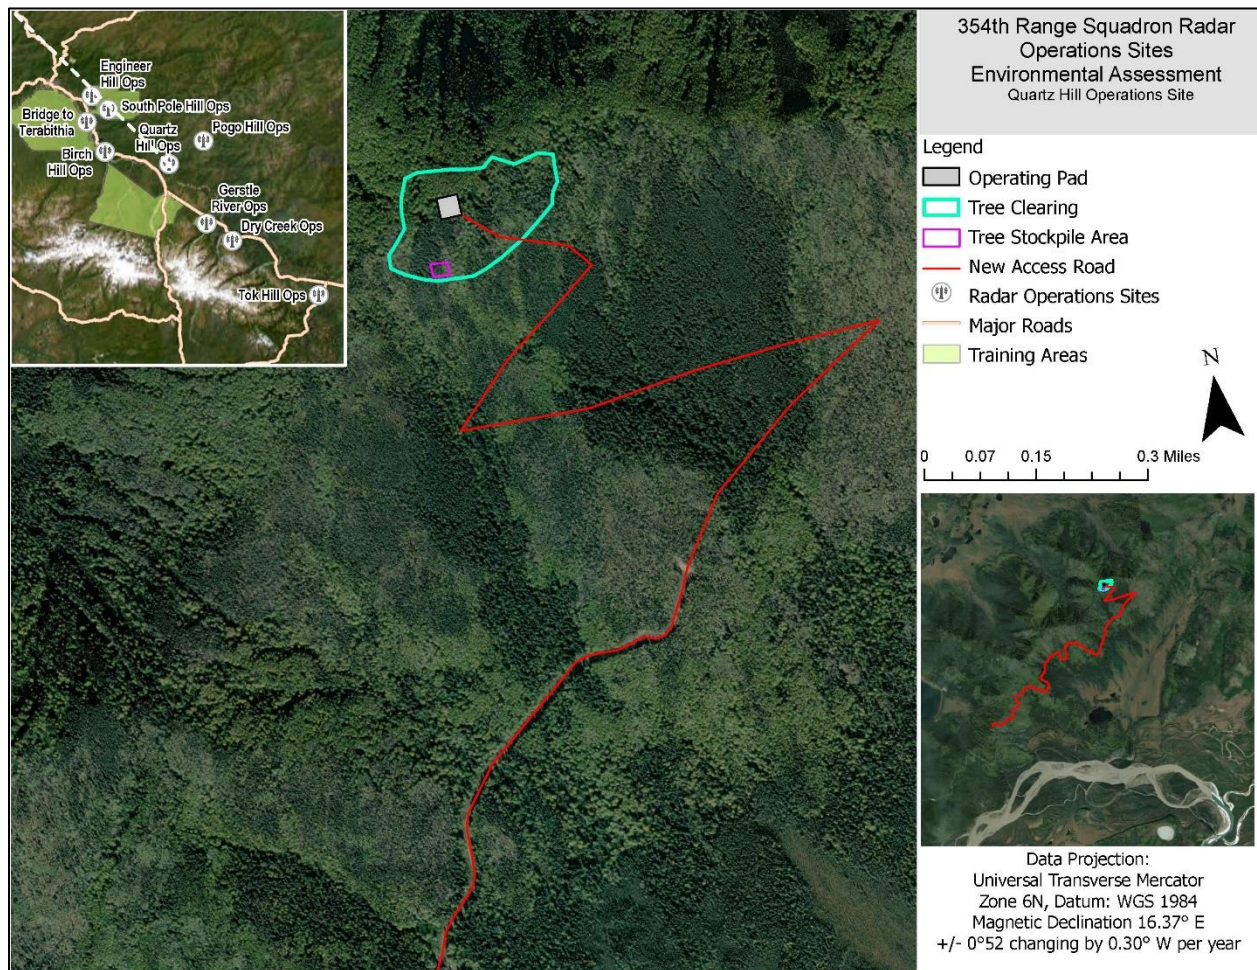 354th Range Squadron Radar
Operations Sites
Environmental Assessment
Quartz Hill Operations Site
Legend
Operating Pad
Tree Clearing
Tree Stockpile Area
New Access Road
Radar Operations Sites
Major Roads
Training Areas
N
0 0.07 0.15 0.3 Miles
Data Projection:
Universal Transverse Mercator
Zone 6N, Datum: WGS 1984
Magnetic Declination 16.37° E
+/- 0°52 changing by 0.30° W per year
Engineer
Hill Ops
South Pole Hill Ops
Bridge to
Terabithia
Quartz
Hill Ops
Pogo Hill Ops
Birch
Hill Ops
Gerstle
River Ops
Dry Creek Ops
Tok Hill Ops